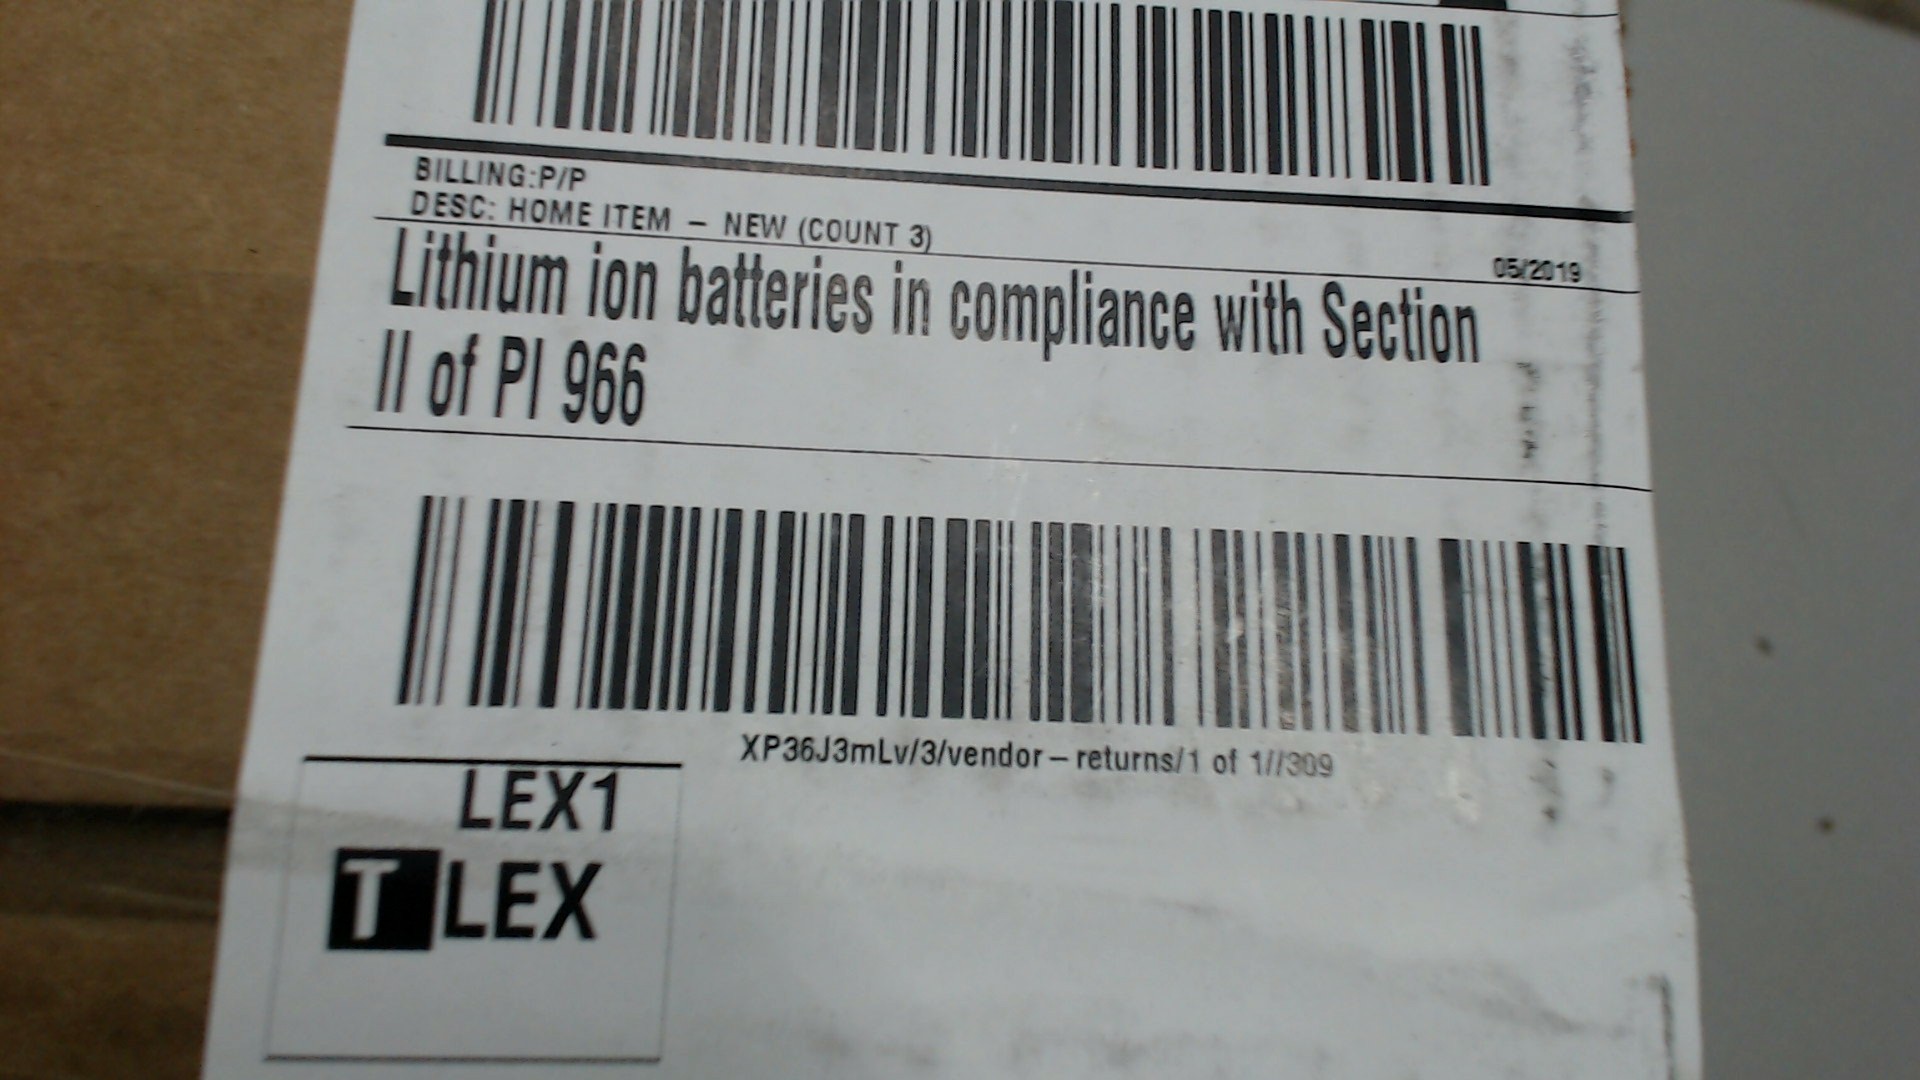 BILLING:P/P
DESC: HOME ITEM – NEW (COUNT 3)
05/2019
Lithium ion batteries in compliance with Section
II of PI 966
XP36J3mLv/3/vendor–returns/1 of 1//309
LEX1
T LEX